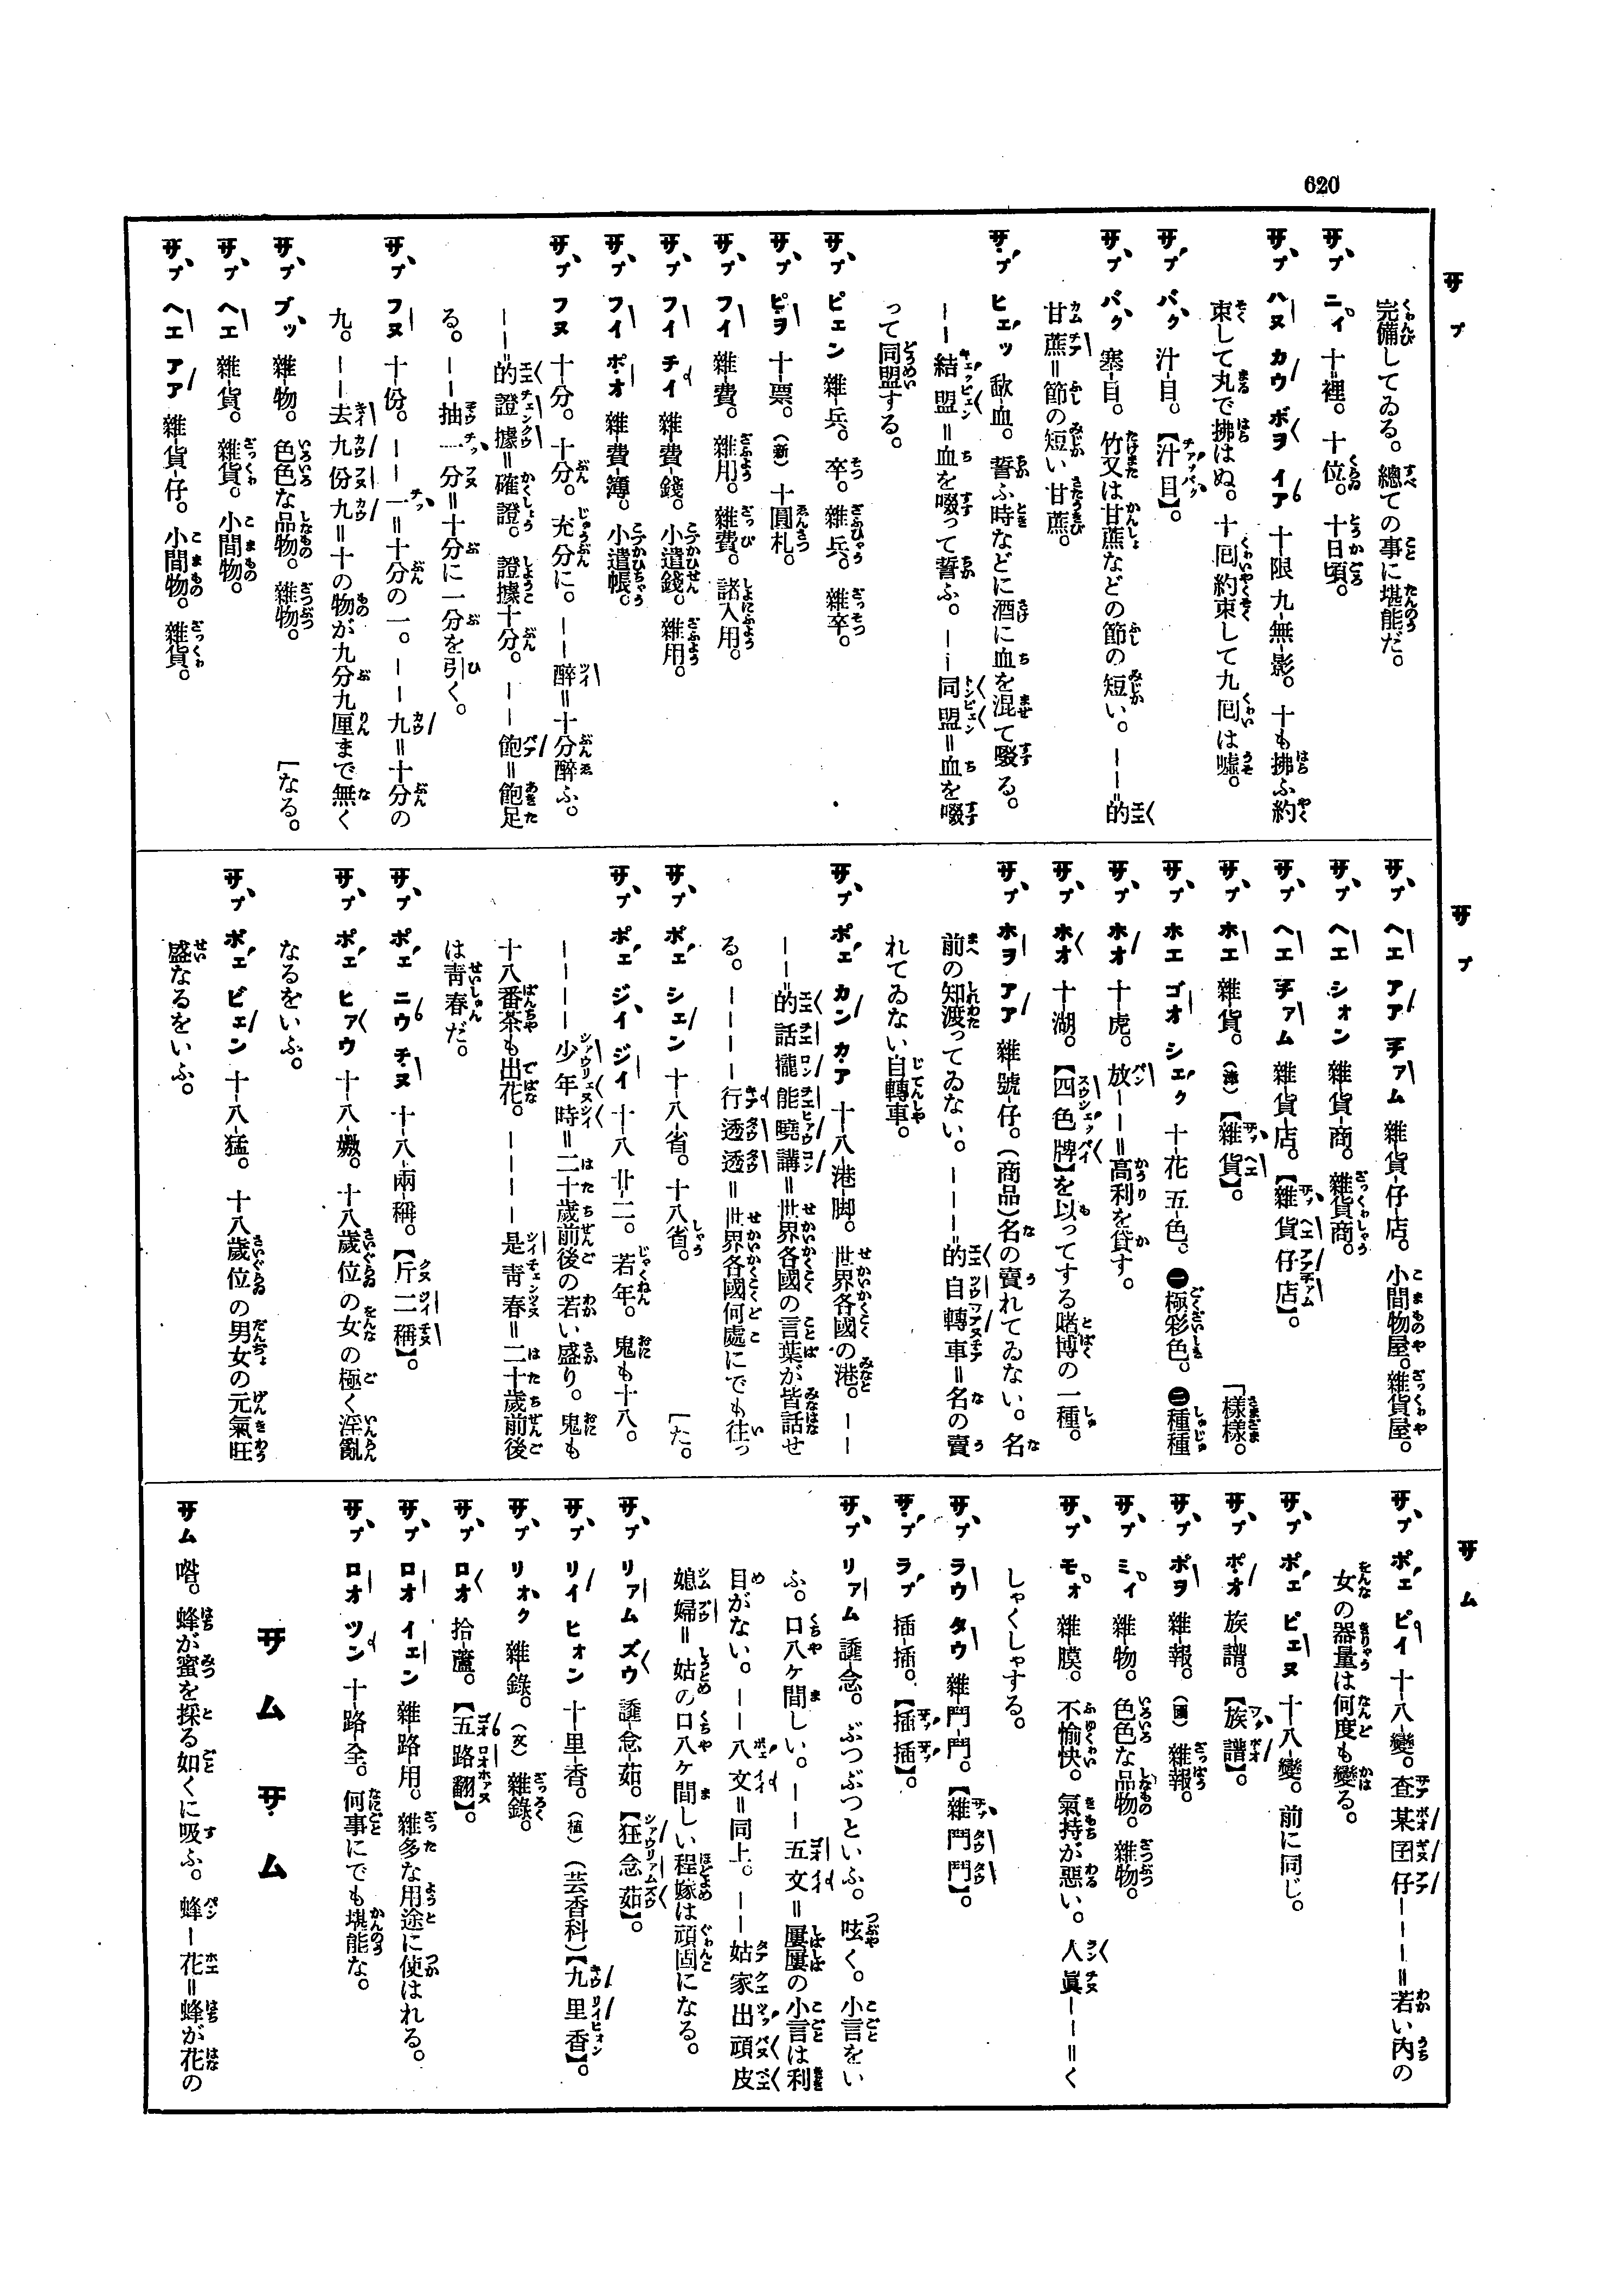 620
サプ
完備してゐる。總ての事に堪能だ。
サプ ニイ 十裡。十位。十日頃。
サプ ハヌ カウ ボヲ イア 十限 九無影。十も拂ふ約
束して丸で拂はぬ。十囘約束して九囘は噓。
サプ バク 汁目。【汁目】。
サプ バク 塞目。竹又は甘蔗などの節の短い。――的
甘蔗=節の短い甘蔗。
サプ ヒェッ 歃血。誓ふ時などに酒に血を混て啜る。
――結盟=血を啜って誓ふ。――同盟=血を啜
って同盟する。
サプ ピェン 雜兵。卒。雜兵。雜卒。
サプ ピヲ 十票。(新)十圓札。
サプ フイ 雜費。雜用。雜費。諸入用。
サプ フイ チイ 雜費錢。小遣錢。雜用。
サプ フイ ポオ 雜費簿。小遣帳。
サプ フヌ 十分。十分。充分に。――醉=十分醉ふ。
――的證據=確證。證據十分。――飽=飽足
る。――抽一分=十分に一分を引く。
サプ フヌ 十份。――一=十分の一。――九=十分の
九。――去九份九=十の物が九分九厘まで無く
[なる。
サプ ブッ 雜物。色色な品物。雜物。
サプ ヘエ 雜貨。雜貨。小間物。
サプ ヘエ アア 雜貨仔。小間物。雜貨。
サプ
サプ ヘエ アア チァム 雜貨仔店。小間物屋。雜貨屋。
サプ ヘエ シォン 雜貨商。雜貨商。
サプ ヘエ チァム 雜貨店。【雜貨仔店】。
サプ ホエ 雜貨。(漳)【雜貨】。
[樣樣。
サプ ホエ ゴオ シェク 十花 五色。㊀極彩色。㊁種種
サプ ホオ 十虎。放――=高利を貸す。
サプ ホオ 十湖。【四色牌】を以ってする賭博の一種。
サプ ホヲ アア 雜號仔。(商品)名の賣れてゐない。名
前の知渡ってゐない。―――=的自轉車=名の賣
れてゐない自轉車。
サプ ポェ カン カア 十八港脚。世界各國の港。――
――的話攏能曉講=世界各國の言葉が皆話せ
る。――――行透透=世界各國何處にでも往っ
[た。
サプ ポェ シェン 十八省。十八省。
サプ ポェ ジイ ジイ 十八 廿二。若年。鬼も十八。
――――少年時=二十歲前後の若い盛り。鬼も
十八番茶も出花。――――是靑春=二十歲前後
は靑春だ。
サプ ポェ ニウ チヌ 十八兩稱。【斤二稱】。
サプ ポェ ヒァウ 十八嬓。十八歲位の女の極く淫亂
なるをいふ。
サプ ポェ ビェン 十八猛。十八歲位の男女の元氣旺
盛なるをいふ。
サム
サプ ポェ ピイ 十八變。查某囝仔―――=若い内の
女の器量は何度も變る。
サプ ポェ ピェヌ 十八變。前に同じ。
サプ ポオ 族譜。【族譜】。
サプ ポヲ 雜報。(國)雜報。
サプ ミィ 雜物。色色な品物。雜物。
サプ モォ 雜膜。不愉快。氣持が惡い。人眞――=く
しゃくしゃする。
サプ ラウ タウ 雜鬥鬥。【雜鬥鬥】。
サプ ラプ 插插。【插插】。
サプ リァム 諈念。ぶつぶつといふ。呟く。小言をい
ふ。口八ケ間しい。――五文=屢屢の小言は利
目がない。――八文=同上。――姑家出頑皮
媳婦=姑の口八ケ間しい程嫁は頑固になる。
サプ リァム ズウ 諈念茹。【狂念茹】。
サプ リイ ヒォン 十里香。(植)(芸香科)【九里香】。
サプ リオク 雜錄。(文)雜錄。
サプ ロオ 拾蘆。【五路翻】。
サプ ロオ イェン 雜路用。雜多な用途に使はれる。
サプ ロオ ツン 十路全。何事にでも堪能な。
サム サム
サム 喒。蜂が蜜を採る如くに吸ふ。蜂―花=蜂が花の